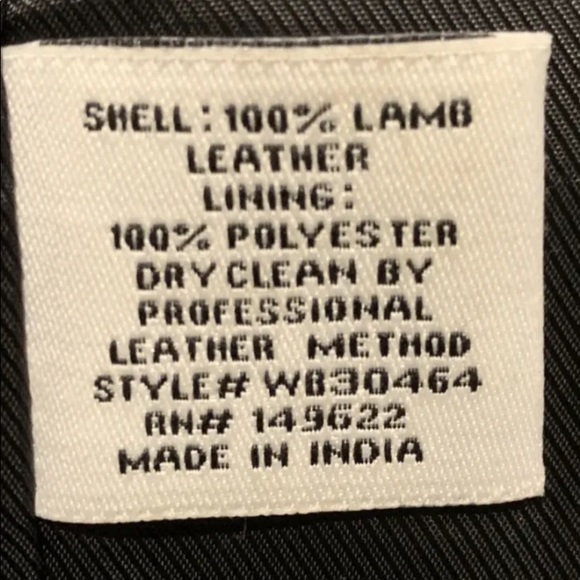 SHELL: 100% LAMB
LEATHER
LINING:
100% POLYESTER
DRY CLEAN BY
PROFESSIONAL
LEATHER METHOD
STYLE# WB30464
RN# 149622
MADE IN INDIA